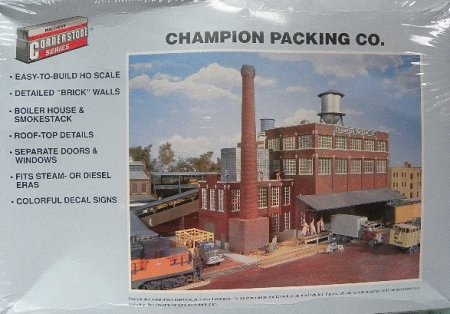 WALTHERS
CORNERSTONE
SERIES
CHAMPION PACKING CO.
• EASY-TO-BUILD HO SCALE
• DETAILED "BRICK" WALLS
• BOILER HOUSE &
SMOKESTACK
• ROOF-TOP DETAILS
• SEPARATE DOORS &
WINDOWS
• FITS STEAM- OR DIESEL
ERAS
• COLORFUL DECAL SIGNS